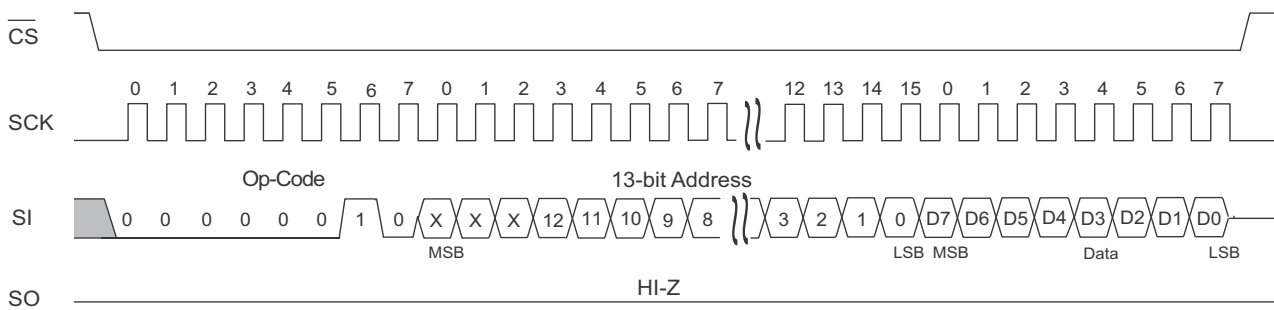 CS
0 1 2 3 4 5 6 7 0 1 2 3 4 5 6 7 12 13 14 15 0 1 2 3 4 5 6 7
SCK
Op-Code 13-bit Address
SI 0 0 0 0 0 0 1 0 X X X 12 11 10 9 8 3 2 1 0 D7 D6 D5 D4 D3 D2 D1 D0
MSB LSB MSB Data LSB
HI-Z
SO